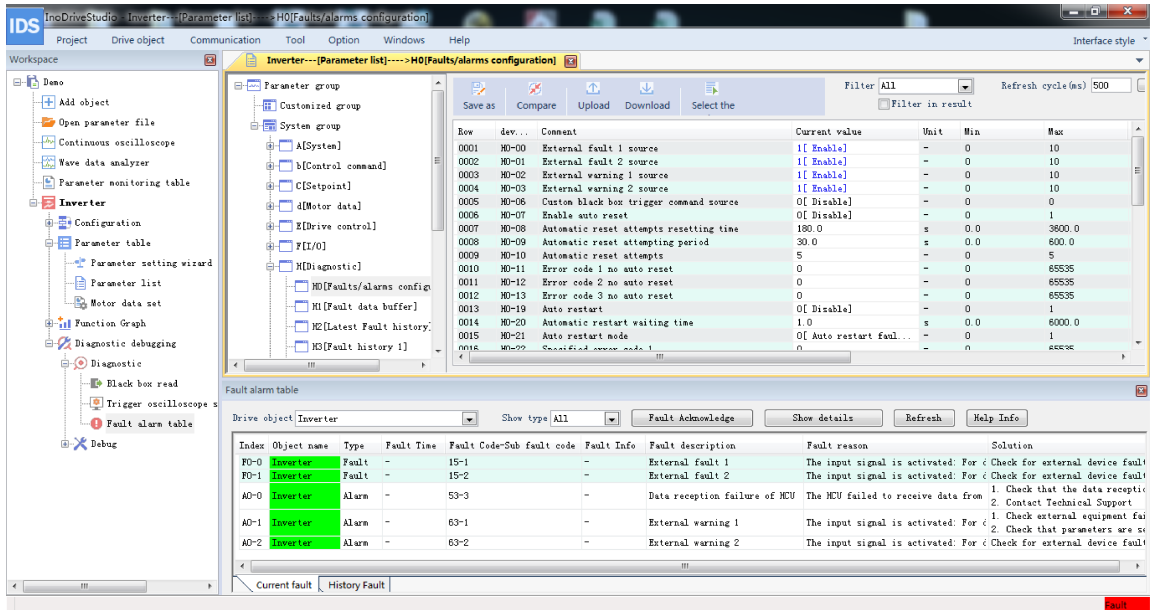 IDS
InoDriveStudio - Inverter---[Parameter list]---->H0[Faults/alarms configuration]
Project Drive object Communication Tool Option Windows Help Interface style
Workspace
Demo
Add object
Open parameter file
Continuous oscilloscope
Wave data analyzer
Parameter monitoring table
Inverter
Configuration
Parameter table
Parameter setting wizard
Parameter list
Motor data set
Function Graph
Diagnostic debugging
Diagnostic
Black box read
Trigger oscilloscope s
Fault alarm table
Debug
Inverter---[Parameter list]---->H0[Faults/alarms configuration]
Parameter group
Customized group
System group
A[System]
b[Control command]
C[Setpoint]
d[Motor data]
E[Drive control]
F[I/O]
H[Diagnostic]
H0[Faults/alarms configu
H1[Fault data buffer]
H2[Latest Fault history]
H3[Fault history 1]
Save as Compare Upload Download Select the
Filter All Refresh cycle(ms) 500
Filter in result
Row dev... Comment Current value Unit Min Max
0001 H0-00 External fault 1 source 1[ Enable] - 0 10
0002 H0-01 External fault 2 source 1[ Enable] - 0 10
0003 H0-02 External warning 1 source 1[ Enable] - 0 10
0004 H0-03 External warning 2 source 1[ Enable] - 0 10
0005 H0-06 Custom black box trigger command source 0[ Disable] - 0 0
0006 H0-07 Enable auto reset 0[ Disable] - 0 1
0007 H0-08 Automatic reset attempts resetting time 180.0 s 0.0 3600.0
0008 H0-09 Automatic reset attempting period 30.0 s 0.0 600.0
0009 H0-10 Automatic reset attempts 5 - 0 5
0010 H0-11 Error code 1 no auto reset 0 - 0 65535
0011 H0-12 Error code 2 no auto reset 0 - 0 65535
0012 H0-13 Error code 3 no auto reset 0 - 0 65535
0013 H0-19 Auto restart 0[ Disable] - 0 1
0014 H0-20 Automatic restart waiting time 1.0 s 0.0 6000.0
0015 H0-21 Auto restart mode 0[ Auto restart faul... - 0 1
0016 H0-22 Specified error code 1 0 - 0 65535
Fault alarm table
Drive object Inverter Show type All Fault Acknowledge Show details Refresh Help Info
Index Object name Type Fault Time Fault Code-Sub fault code Fault Info Fault description Fault reason Solution
F0-0 Inverter Fault - 15-1 - External fault 1 The input signal is activated: For Check for external device fault
F0-1 Inverter Fault - 15-2 - External fault 2 The input signal is activated: For Check for external device fault
A0-0 Inverter Alarm - 53-3 - Data reception failure of MCU The MCU failed to receive data from 1. Check that the data receptio
2. Contact Technical Support
A0-1 Inverter Alarm - 63-1 - External warning 1 The input signal is activated: For 1. Check external equipment fai
2. Check that parameters are se
A0-2 Inverter Alarm - 63-2 - External warning 2 The input signal is activated: For Check for external device fault
Current fault History Fault
Fault